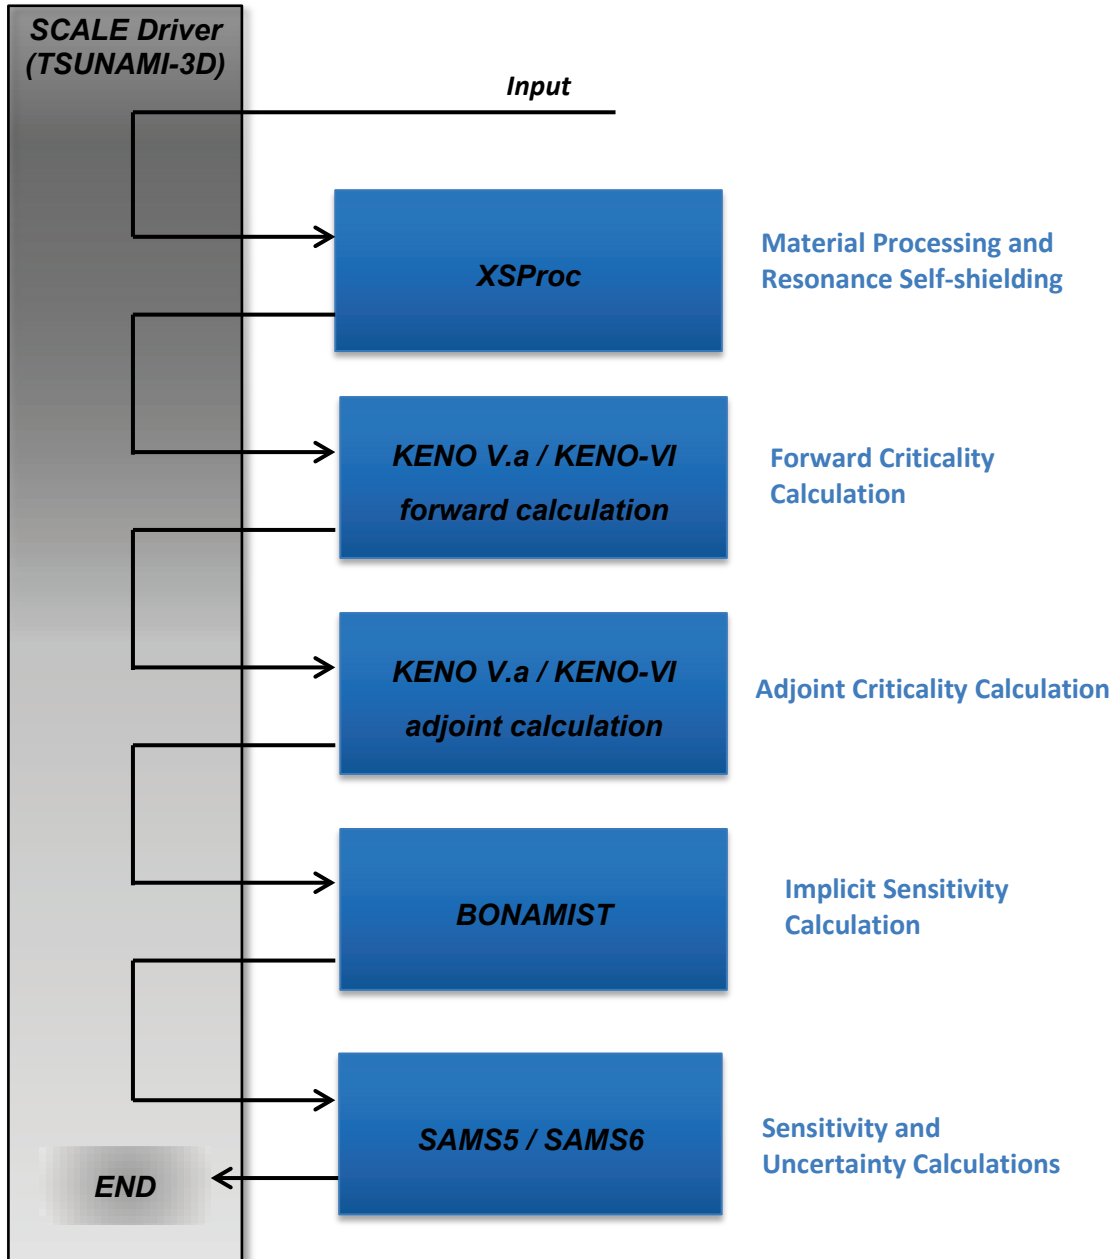 SCALE Driver
(TSUNAMI-3D)
Input
XSProc
Material Processing and
Resonance Self-shielding
KENO V.a / KENO-VI
forward calculation
Forward Criticality
Calculation
KENO V.a / KENO-VI
adjoint calculation
Adjoint Criticality Calculation
BONAMIST
Implicit Sensitivity
Calculation
SAMS5 / SAMS6
Sensitivity and
Uncertainty Calculations
END